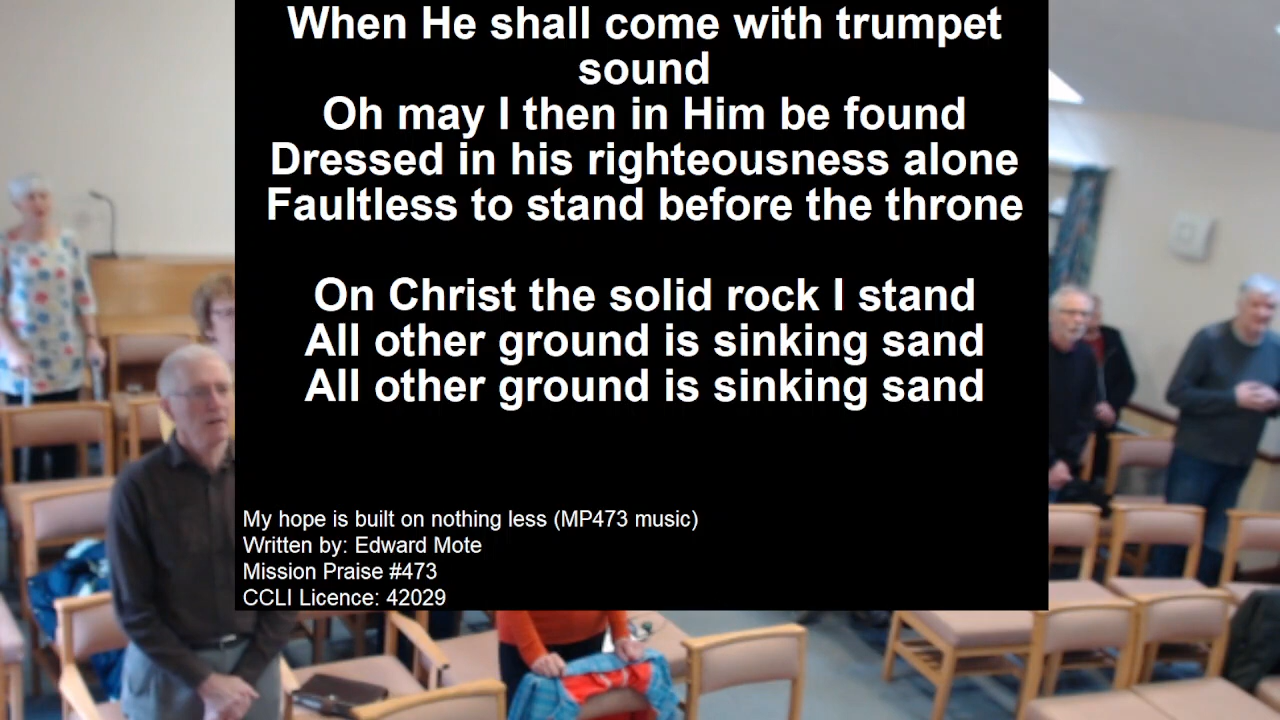 When He shall come with trumpet
sound
Oh may I then in Him be found
Dressed in his righteousness alone
Faultless to stand before the throne
On Christ the solid rock I stand
All other ground is sinking sand
All other ground is sinking sand
My hope is built on nothing less (MP473 music)
Written by: Edward Mote
Mission Praise #473
CCLI Licence: 42029